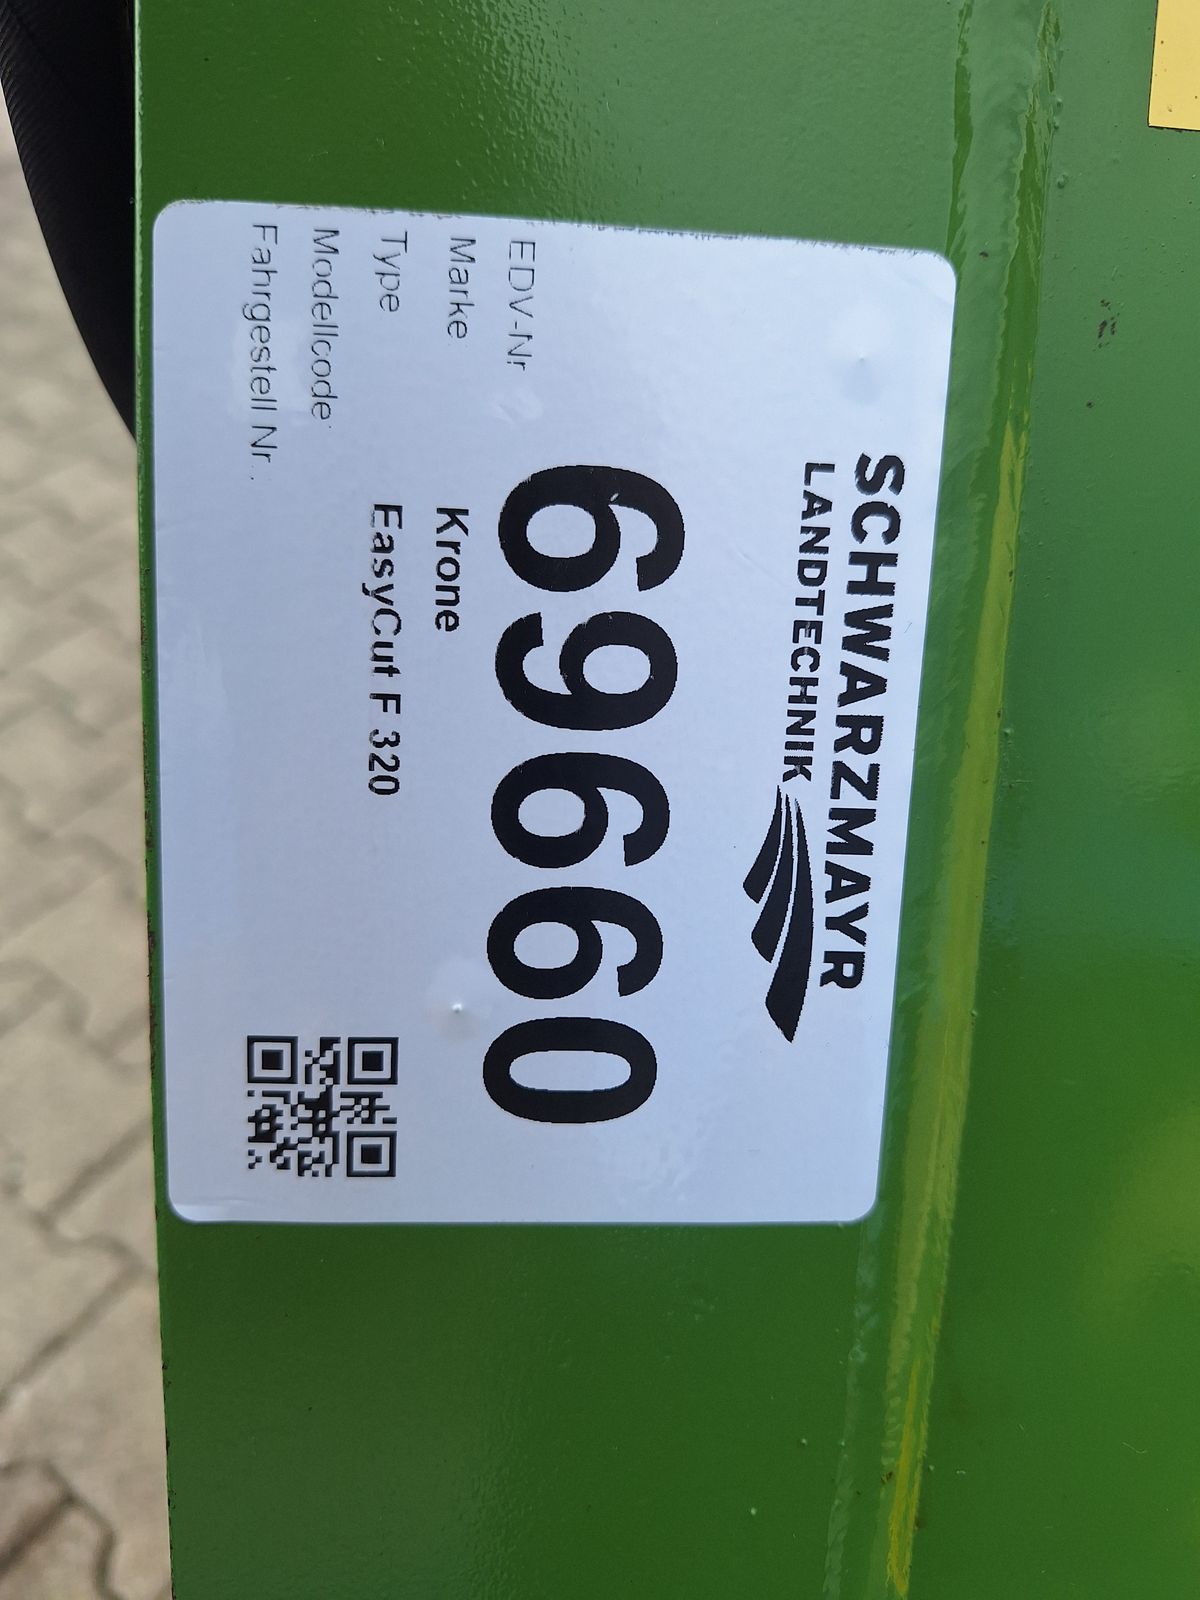 SCHWARZMAYR
LANDTECHNIK
EDV-Nr 69660
Marke Krone
Type EasyCut F 320
Modellcode:
Fahrgestell Nr.: